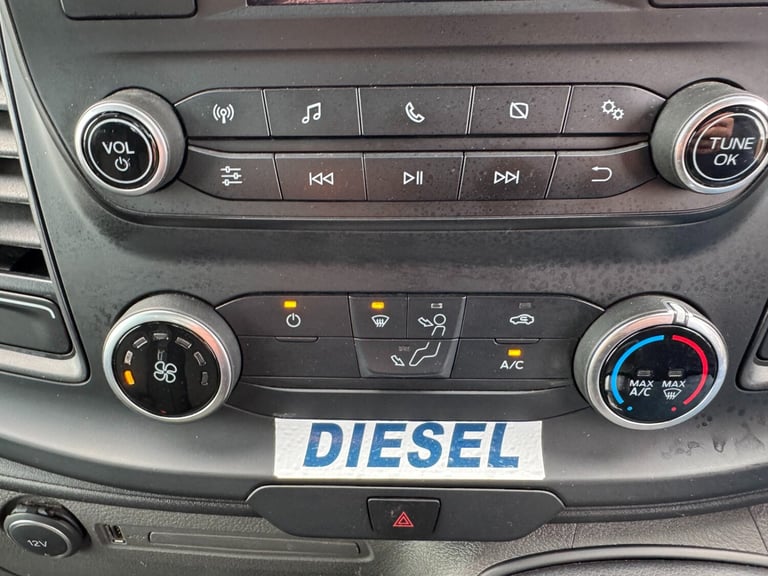 VOL
TUNE
OK
A/C
MAX
A/C
MAX
DIESEL
12V